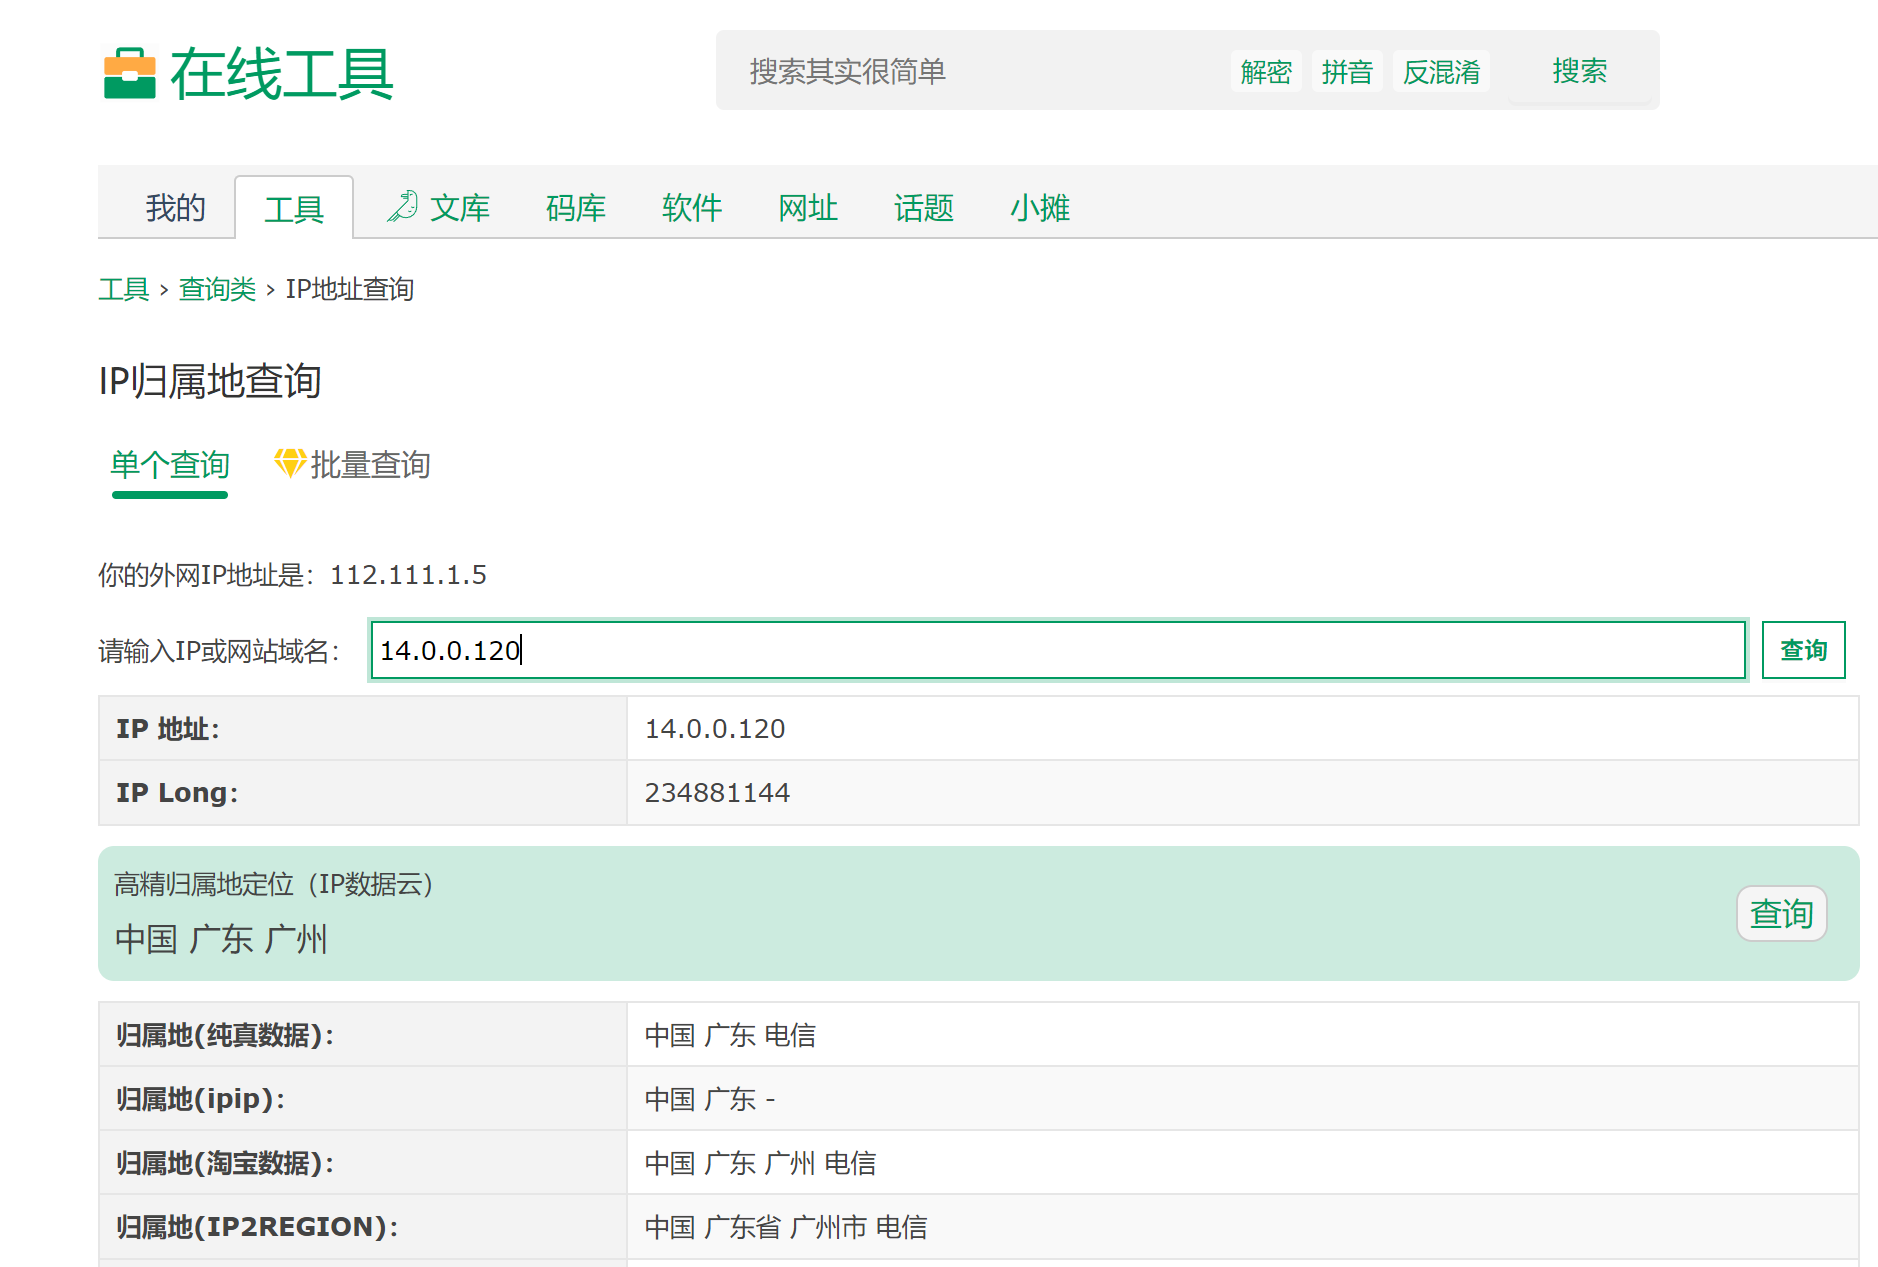 在线工具
搜索其实很简单 解密 拼音 反混淆 搜索
我的 工具 文库 码库 软件 网址 话题 小摊
工具 › 查询类 › IP地址查询
IP归属地查询
单个查询 批量查询
你的外网IP地址是：112.111.1.5
请输入IP或网站域名： 14.0.0.120 查询
IP 地址： 14.0.0.120
IP Long： 234881144
高精归属地定位（IP数据云）
中国 广东 广州 查询
归属地(纯真数据)： 中国 广东 电信
归属地(ipip)： 中国 广东 -
归属地(淘宝数据)： 中国 广东 广州 电信
归属地(IP2REGION)： 中国 广东省 广州市 电信